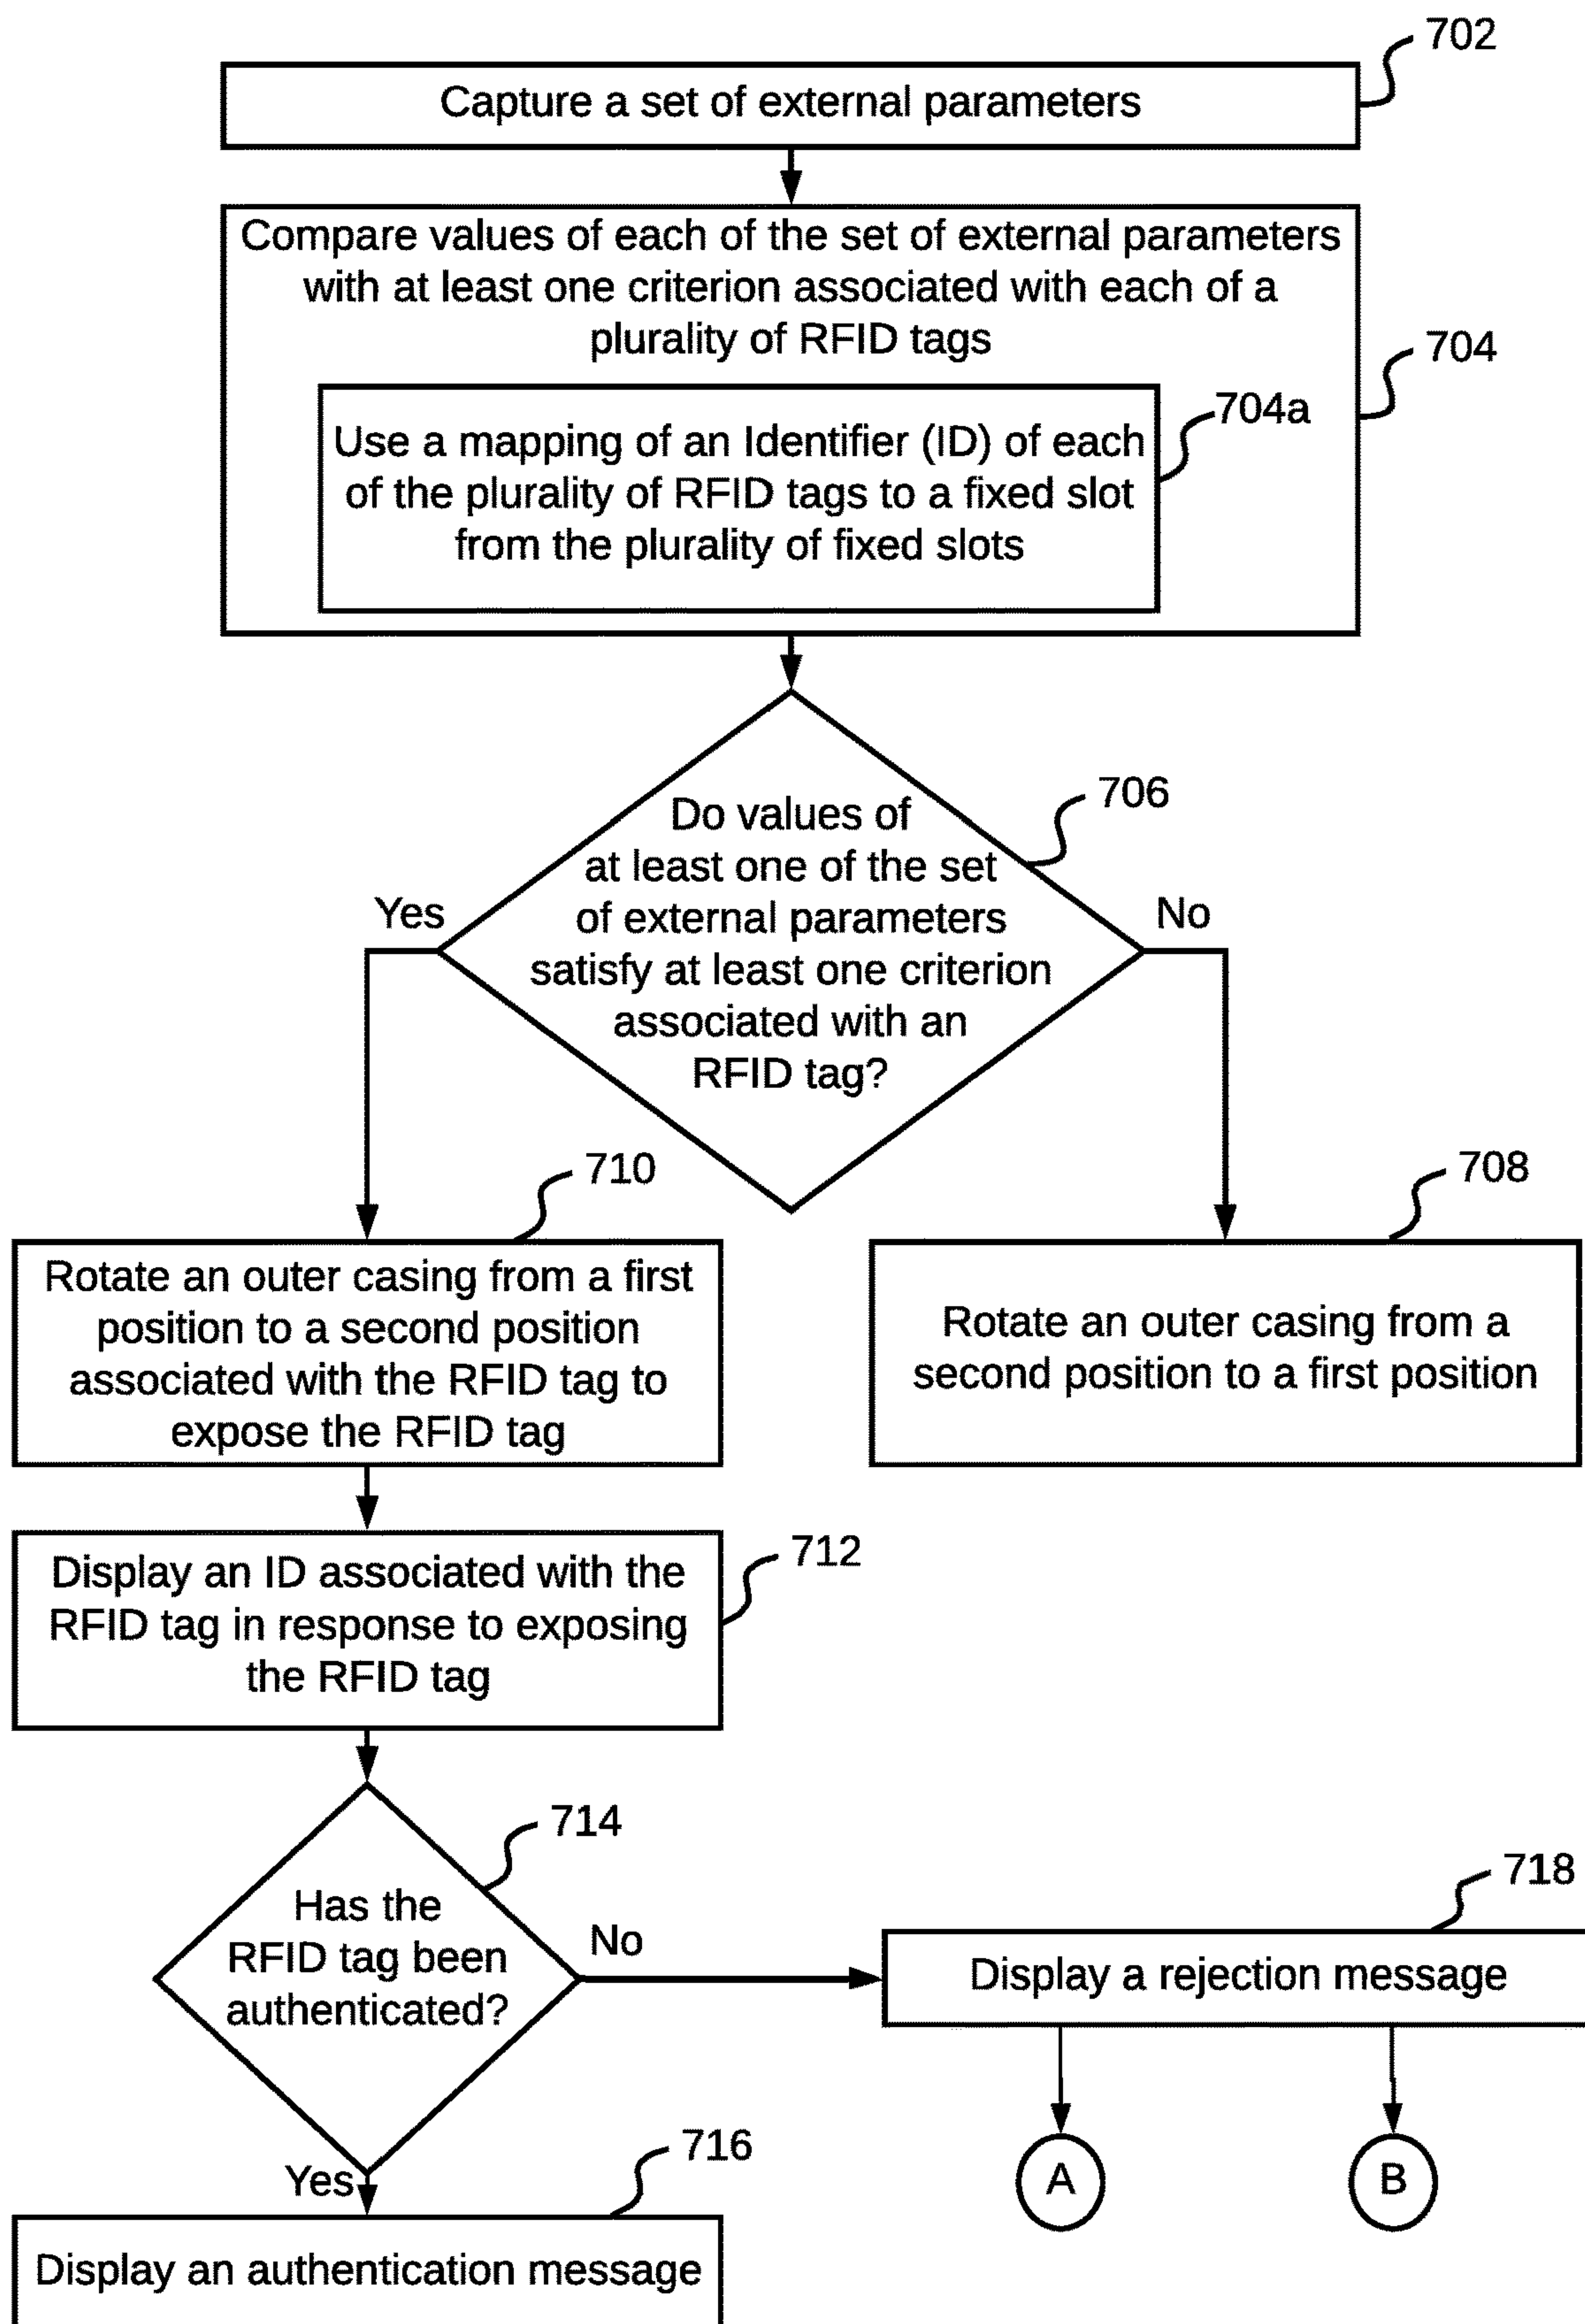 702
Capture a set of external parameters
Compare values of each of the set of external parameters
with at least one criterion associated with each of a
plurality of RFID tags
704
704a
Use a mapping of an Identifier (ID) of each
of the plurality of RFID tags to a fixed slot
from the plurality of fixed slots
706
Do values of
at least one of the set
of external parameters
satisfy at least one criterion
associated with an
RFID tag?
Yes
No
710
708
Rotate an outer casing from a first
position to a second position
associated with the RFID tag to
expose the RFID tag
Rotate an outer casing from a
second position to a first position
712
Display an ID associated with the
RFID tag in response to exposing
the RFID tag
714
Has the
RFID tag been
authenticated?
No
718
Display a rejection message
A
B
Yes
716
Display an authentication message